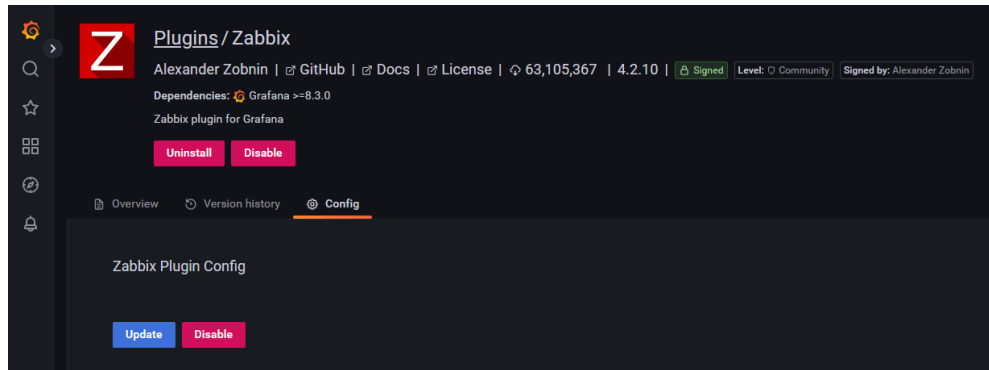 Plugins / Zabbix
Alexander Zobnin | GitHub | Docs | License | 63,105,367 | 4.2.10 | Signed Level: Community Signed by: Alexander Zobnin
Dependencies: Grafana >=8.3.0
Zabbix plugin for Grafana
Uninstall Disable
Overview Version history Config
Zabbix Plugin Config
Update Disable